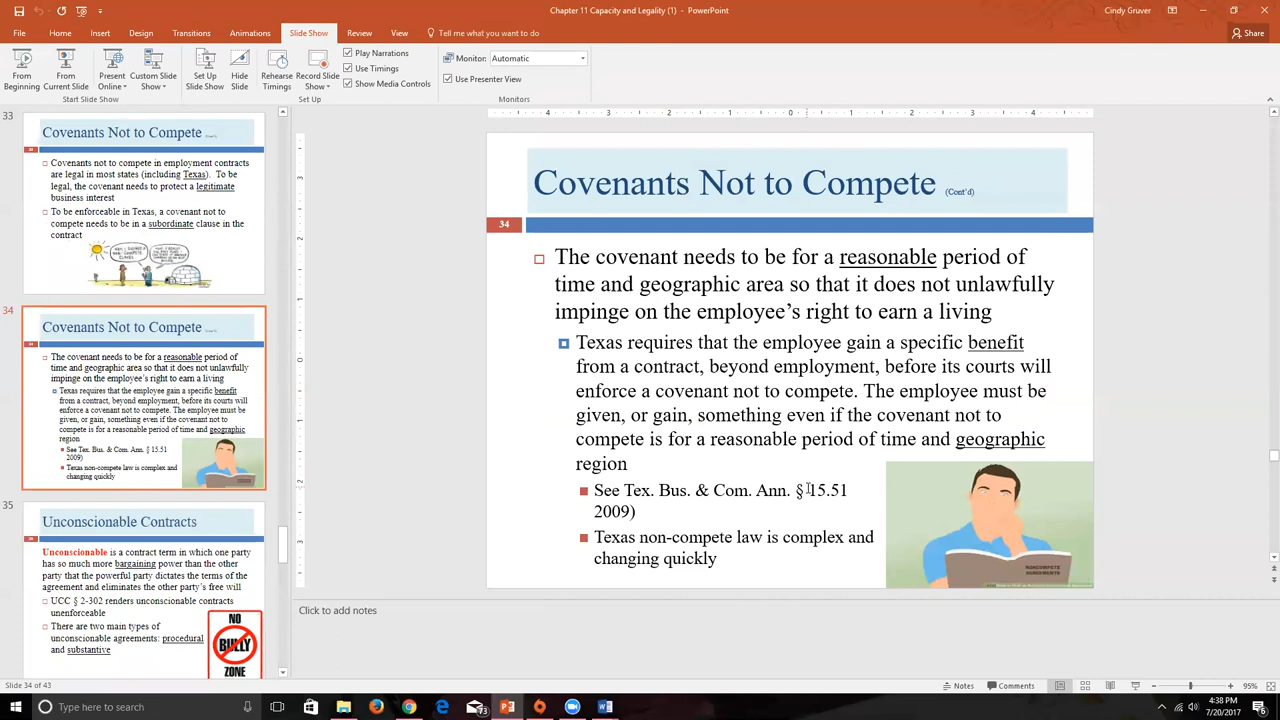 Chapter 11 Capacity and Legality (1) - PowerPoint
Cindy Gruver
File Home Insert Design Transitions Animations Slide Show Review View Tell me what you want to do
Share
From Beginning
From Current Slide
Present Online
Custom Slide Show
Set Up Slide Show
Hide Slide
Rehearse Timings
Record Slide Show
Play Narrations
Use Timings
Show Media Controls
Monitor: Automatic
Use Presenter View
Start Slide Show
Set Up
Monitors
33
Covenants Not to Compete
Covenants not to compete in employment contracts
are legal in most states (including Texas). To be
legal, the covenant needs to protect a legitimate
business interest
To be enforceable in Texas, a covenant not to
compete needs to be in a subordinate clause in the
contract
34
Covenants Not to Compete
34
The covenant needs to be for a reasonable period of
time and geographic area so that it does not unlawfully
impinge on the employee's right to earn a living
Texas requires that the employee gain a specific benefit
from a contract, beyond employment, before its courts will
enforce a covenant not to compete. The employee must be
given, or gain, something even if the covenant not to
compete is for a reasonable period of time and geographic
region
See Tex. Bus. & Com. Ann. § 15.51
2009)
Texas non-compete law is complex and
changing quickly
35
Unconscionable Contracts
Unconscionable is a contract term in which one party
has so much more bargaining power than the other
party that the powerful party dictates the terms of the
agreement and eliminates the other party's free will
UCC § 2-302 renders unconscionable contracts
unenforceable
There are two main types of
unconscionable agreements: procedural
and substantive
NO
BULLY
ZONE
4 3 2 1 0 1 2 3 4
Covenants Not to Compete (Cont'd)
34
The covenant needs to be for a reasonable period of
time and geographic area so that it does not unlawfully
impinge on the employee's right to earn a living
Texas requires that the employee gain a specific benefit
from a contract, beyond employment, before its courts will
enforce a covenant not to compete. The employee must be
given, or gain, something even if the covenant not to
compete is for a reasonable period of time and geographic
region
See Tex. Bus. & Com. Ann. § 15.51
2009)
Texas non-compete law is complex and
changing quickly
NONCOMPETE
Click to add notes
Slide 34 of 43
Notes
Comments
95%
Type here to search
73
4:38 PM
7/20/2017